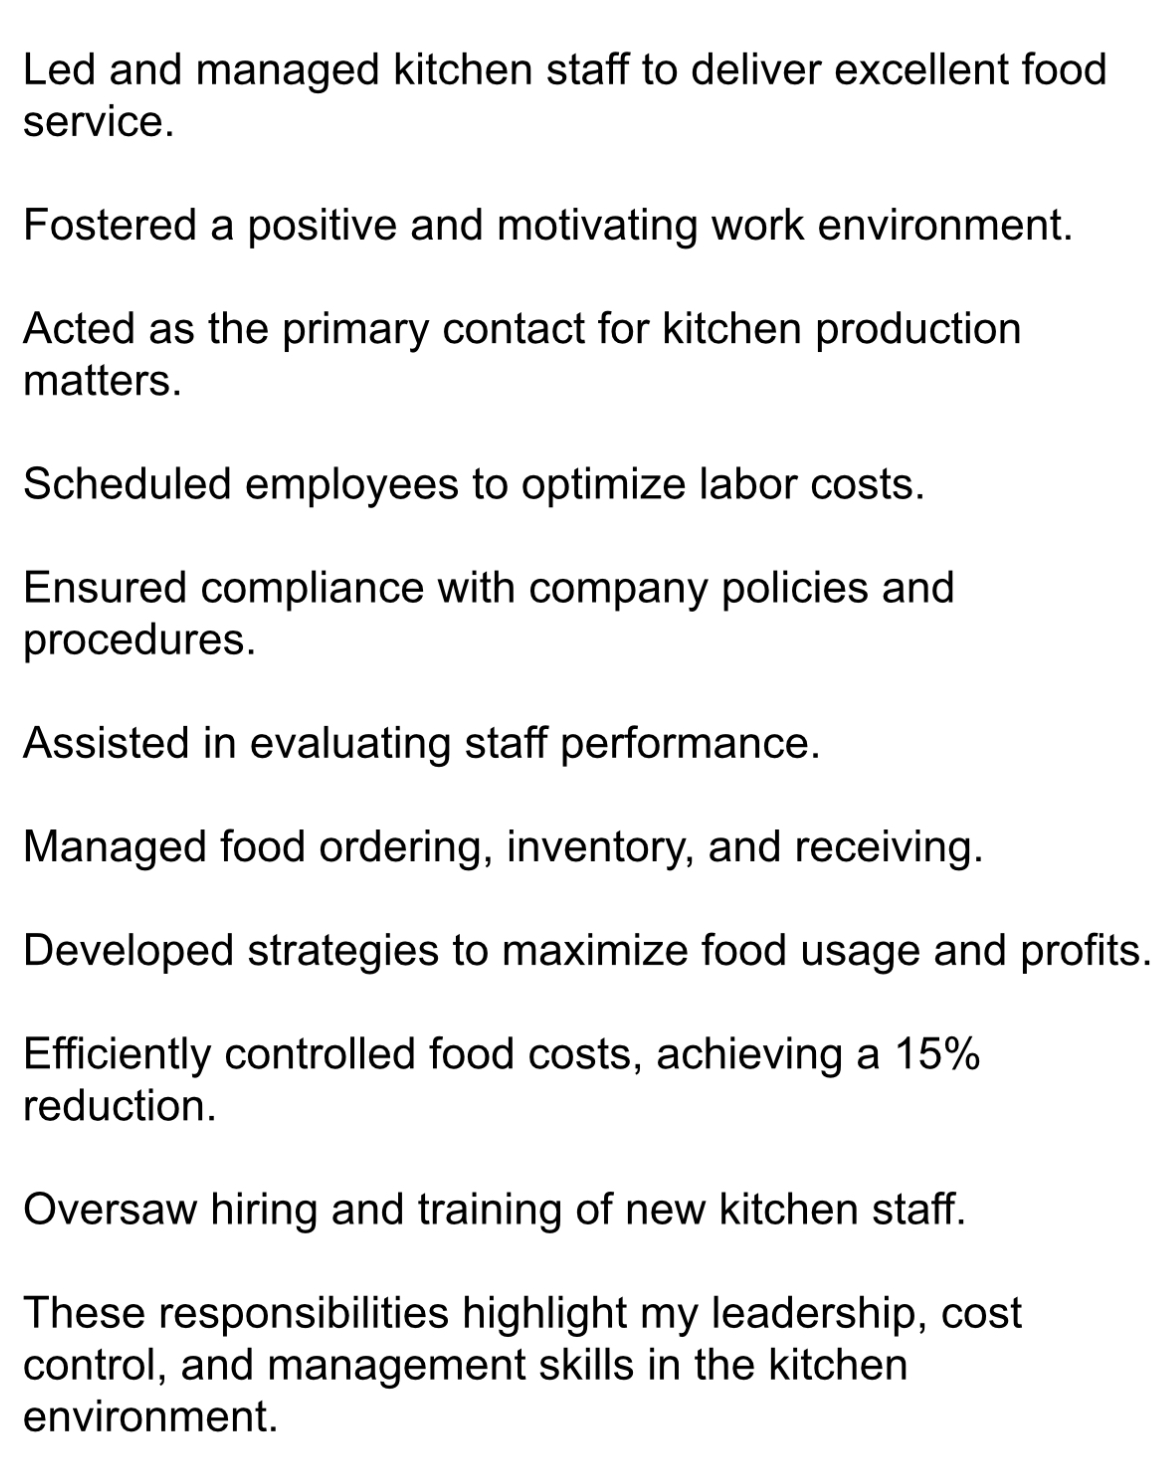 Led and managed kitchen staff to deliver excellent food
service.
Fostered a positive and motivating work environment.
Acted as the primary contact for kitchen production
matters.
Scheduled employees to optimize labor costs.
Ensured compliance with company policies and
procedures.
Assisted in evaluating staff performance.
Managed food ordering, inventory, and receiving.
Developed strategies to maximize food usage and profits.
Efficiently controlled food costs, achieving a 15%
reduction.
Oversaw hiring and training of new kitchen staff.
These responsibilities highlight my leadership, cost
control, and management skills in the kitchen
environment.